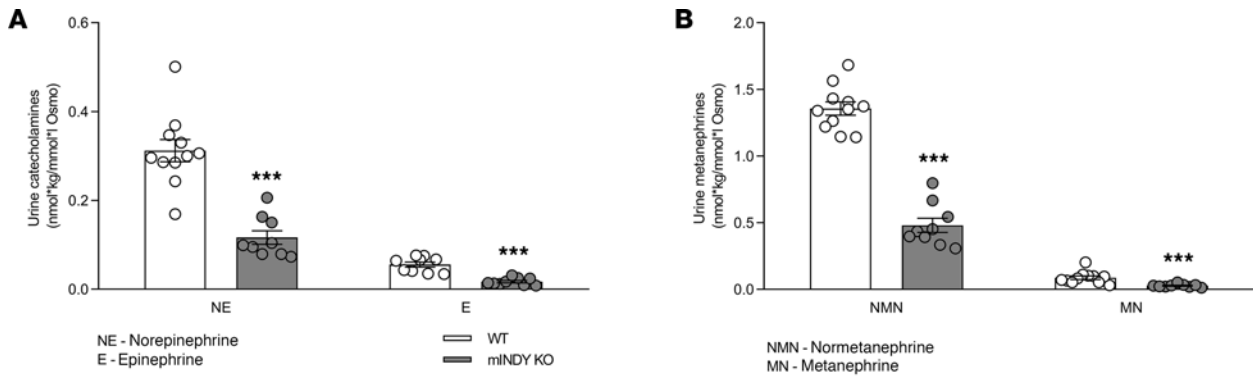 A
Urine catecholamines
(nmol*kg/mmol*l Osmo)
0.6
0.4
0.2
0.0
***
***
NE
E
NE - Norepinephrine
E - Epinephrine
WT
mINDY KO
B
Urine metanephrines
(nmol*kg/mmol*l Osmo)
2.0
1.5
1.0
0.5
0.0
***
***
NMN
MN
NMN - Normetanephrine
MN - Metanephrine